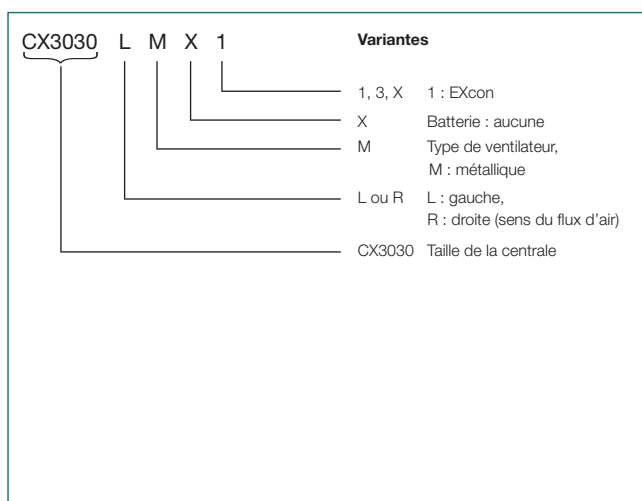 CX3030 L M X 1
Variantes
1, 3, X 1 : EXcon
X Batterie : aucune
M Type de ventilateur,
M : métallique
L ou R L : gauche,
R : droite (sens du flux d’air)
CX3030 Taille de la centrale